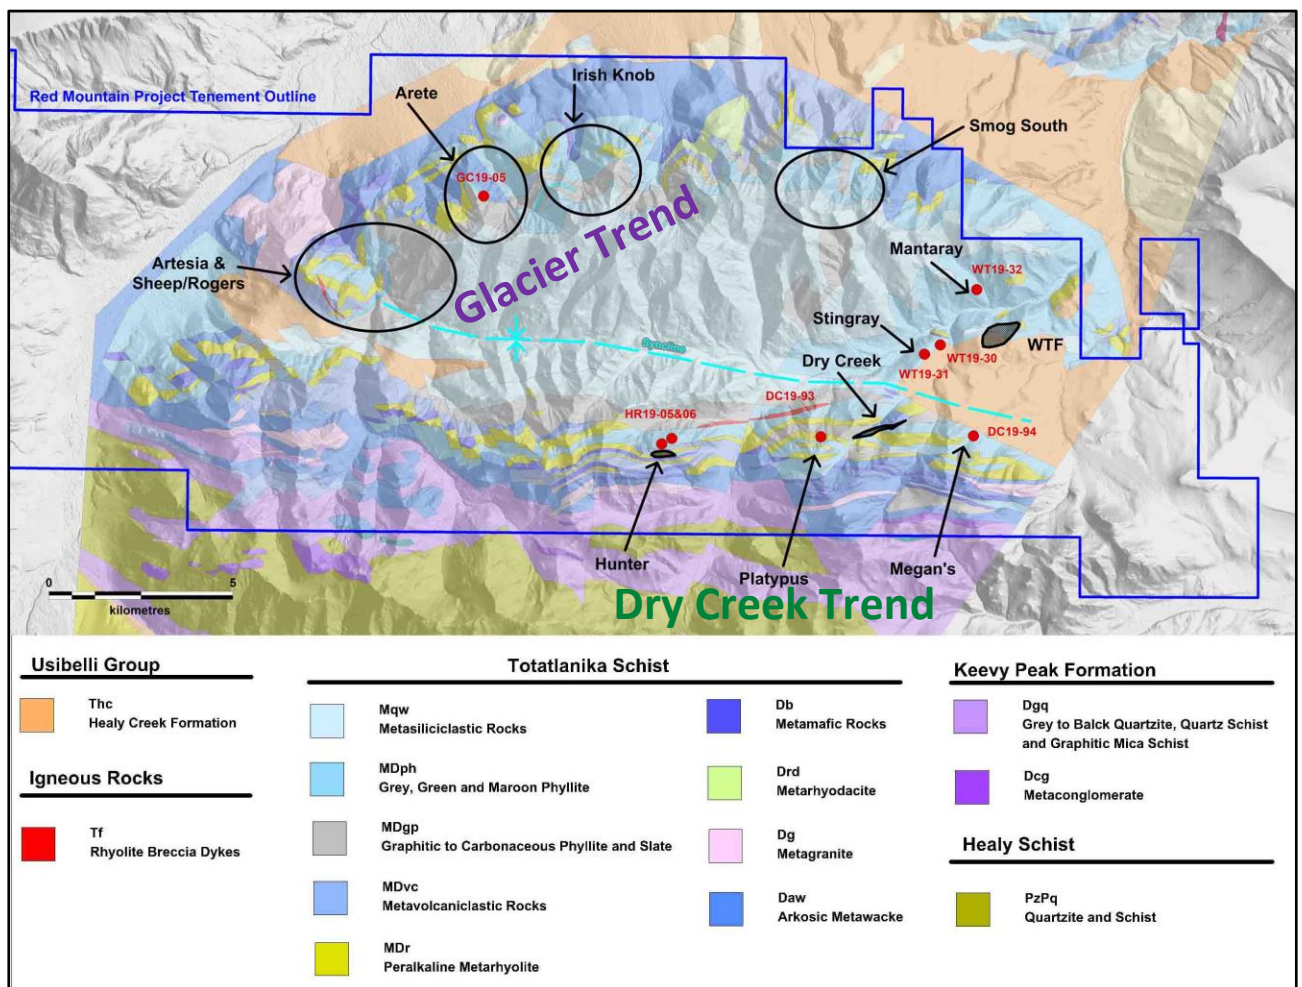 Irish Knob
Arete
Red Mountain Project Tenement Outline
Smog South
GC19-05
Glacier Trend
Mantaray
WT19-32
Artesia &
Sheep/Rogers
Stingray
WTF
Syncline
WT19-30
Dry Creek
WT19-31
DC19-93
HR19-05&06
DC19-94
Hunter
Platypus
Megan's
0 5
kilometres
Dry Creek Trend
Usibelli Group
Thc
Healy Creek Formation
Igneous Rocks
Tf
Rhyolite Breccia Dykes
Totatlanika Schist
Mqw
Metasiliciclastic Rocks
MDph
Grey, Green and Maroon Phyllite
MDgp
Graphitic to Carbonaceous Phyllite and Slate
MDvc
Metavolcaniclastic Rocks
MDr
Peralkaline Metarhyolite
Db
Metamafic Rocks
Drd
Metarhyodacite
Dg
Metagranite
Daw
Arkosic Metawacke
Keevy Peak Formation
Dgq
Grey to Balck Quartzite, Quartz Schist
and Graphitic Mica Schist
Dcg
Metaconglomerate
Healy Schist
PzPq
Quartzite and Schist